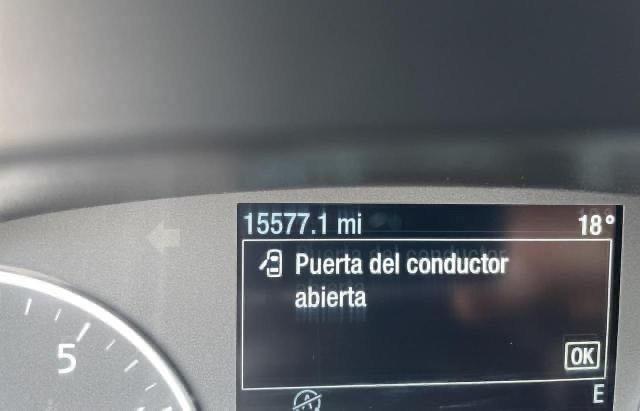 15577.1 mi 18°
Puerta del conductor
abierta
OK
5
E